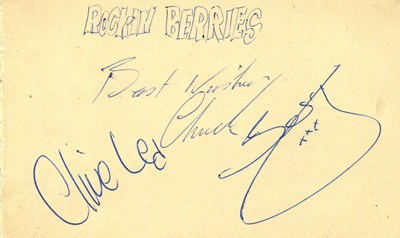 ROCKIN BERRIES
Best Wishes
Chuck
Clive Lea